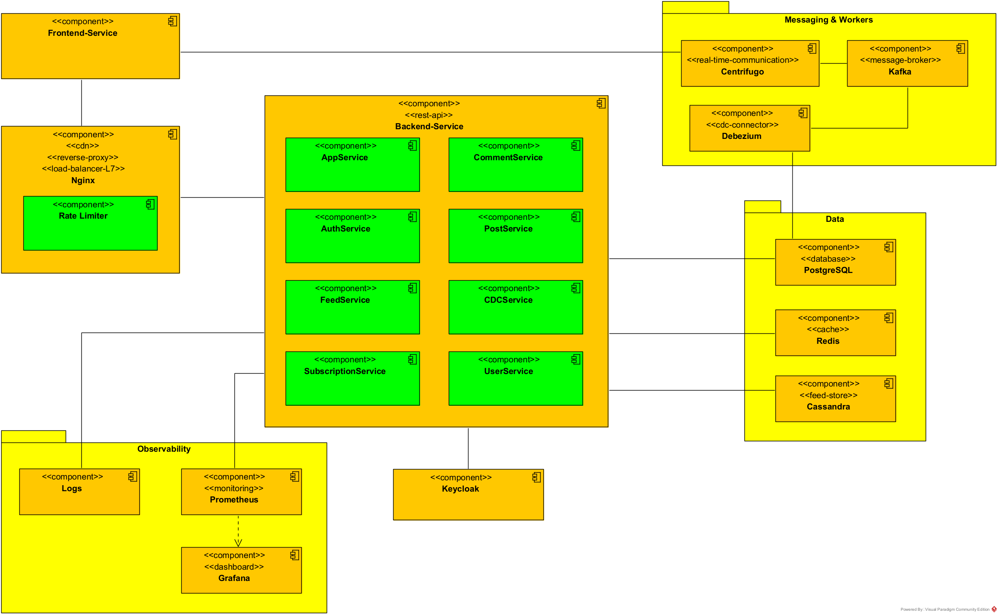 <<component>>
Frontend-Service
Messaging & Workers
<<component>>
<<real-time-communication>>
Centrifugo
<<component>>
<<message-broker>>
Kafka
<<component>>
<<cdc-connector>>
Debezium
<<component>>
<<cdn>>
<<reverse-proxy>>
<<load-balancer-L7>>
Nginx
<<component>>
Rate Limiter
<<component>>
<<rest-api>>
Backend-Service
<<component>>
AppService
<<component>>
CommentService
<<component>>
AuthService
<<component>>
PostService
<<component>>
FeedService
<<component>>
CDCService
<<component>>
SubscriptionService
<<component>>
UserService
Data
<<component>>
<<database>>
PostgreSQL
<<component>>
<<cache>>
Redis
<<component>>
<<feed-store>>
Cassandra
Observability
<<component>>
Logs
<<component>>
<<monitoring>>
Prometheus
<<component>>
<<dashboard>>
Grafana
<<component>>
Keycloak
Powered By Visual Paradigm Community Edition